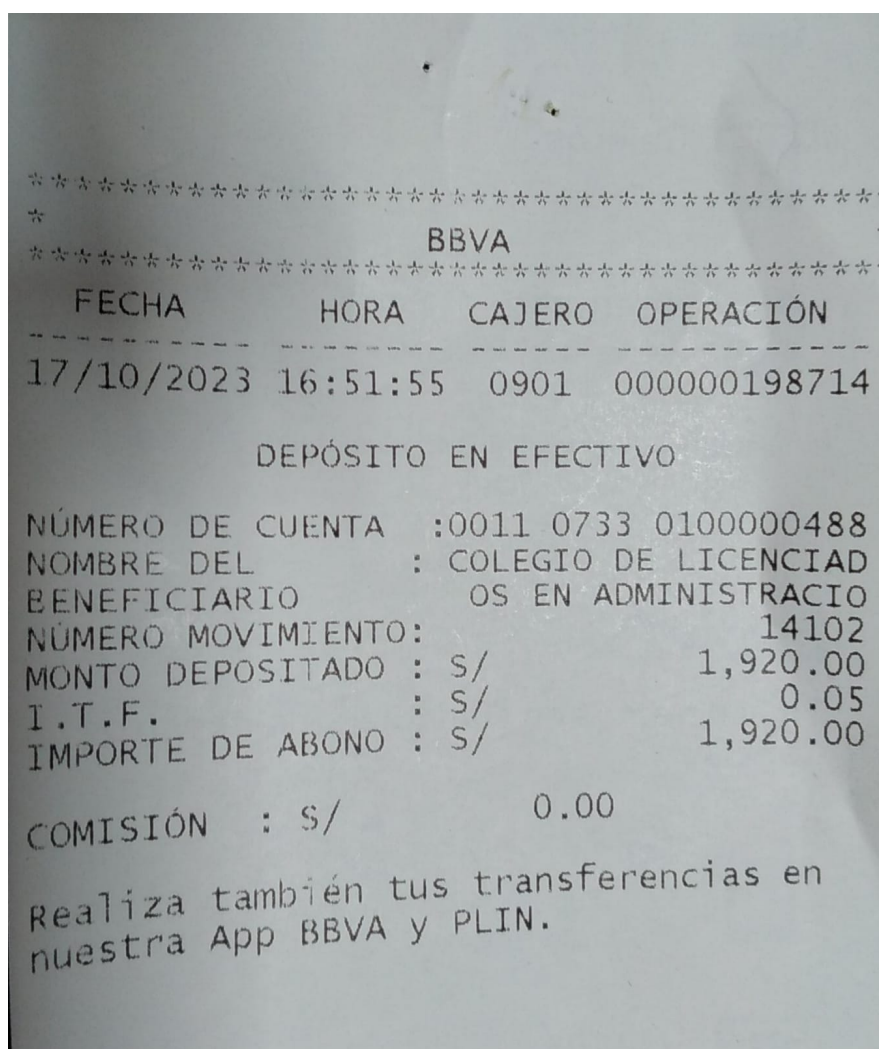 ****************************************
*
BBVA
****************************************
FECHA HORA CAJERO OPERACIÓN
---------- -------- ------ ------------
17/10/2023 16:51:55 0901 000000198714
DEPÓSITO EN EFECTIVO
NÚMERO DE CUENTA :0011 0733 0100000488
NOMBRE DEL : COLEGIO DE LICENCIAD
BENEFICIARIO OS EN ADMINISTRACIO
NÚMERO MOVIMIENTO: 14102
MONTO DEPOSITADO : S/ 1,920.00
I.T.F. : S/ 0.05
IMPORTE DE ABONO : S/ 1,920.00
COMISIÓN : S/ 0.00
Realiza también tus transferencias en
nuestra App BBVA y PLIN.